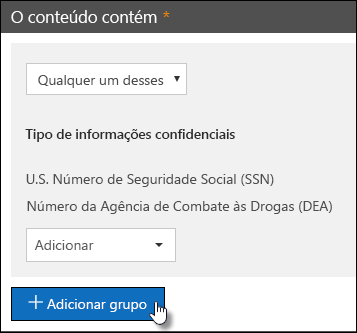 O conteúdo contém *
Qualquer um desses
Tipo de informações confidenciais
U.S. Número de Seguridade Social (SSN)
Número da Agência de Combate às Drogas (DEA)
Adicionar
+ Adicionar grupo